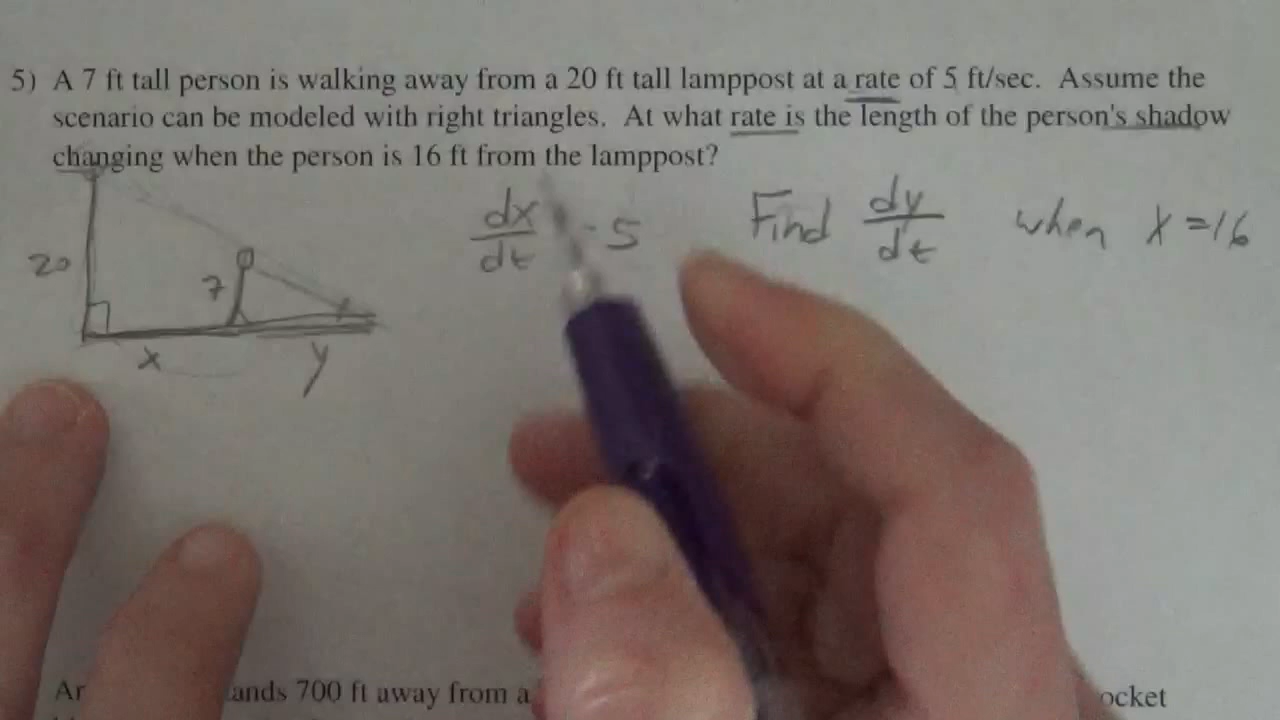 5) A 7 ft tall person is walking away from a 20 ft tall lamppost at a rate of 5 ft/sec. Assume the
scenario can be modeled with right triangles. At what rate is the length of the person's shadow
changing when the person is 16 ft from the lamppost?
dx/dt 5 Find dy/dt when x=16
20 7
x y
700 ft away from a